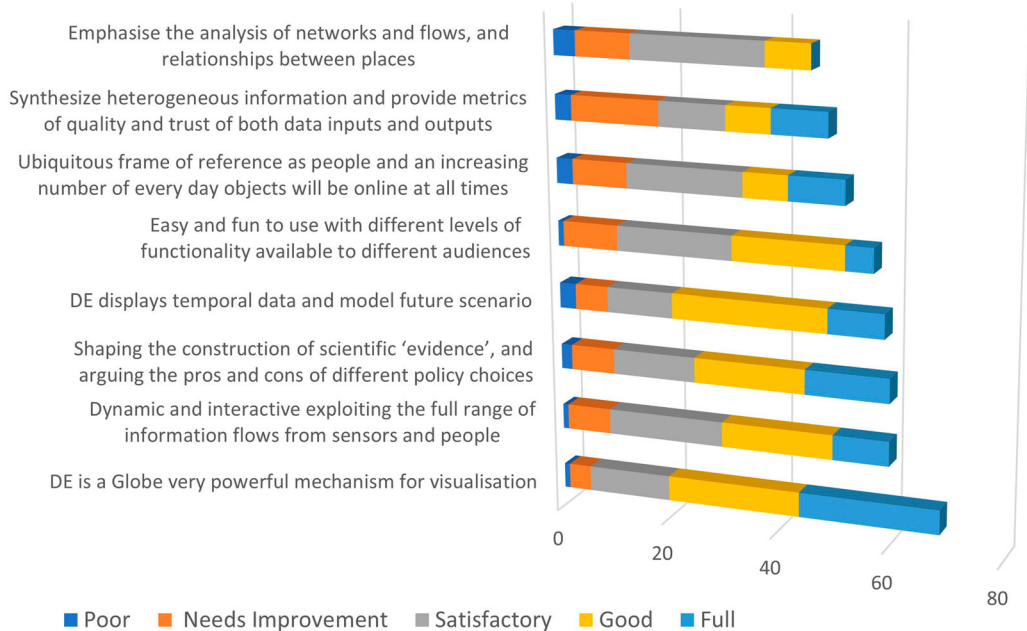 Emphasise the analysis of networks and flows, and
relationships between places
Synthesize heterogeneous information and provide metrics
of quality and trust of both data inputs and outputs
Ubiquitous frame of reference as people and an increasing
number of every day objects will be online at all times
Easy and fun to use with different levels of
functionality available to different audiences
DE displays temporal data and model future scenario
Shaping the construction of scientific ‘evidence’, and
arguing the pros and cons of different policy choices
Dynamic and interactive exploiting the full range of
information flows from sensors and people
DE is a Globe very powerful mechanism for visualisation
0
20
40
60
80
Poor Needs Improvement Satisfactory Good Full